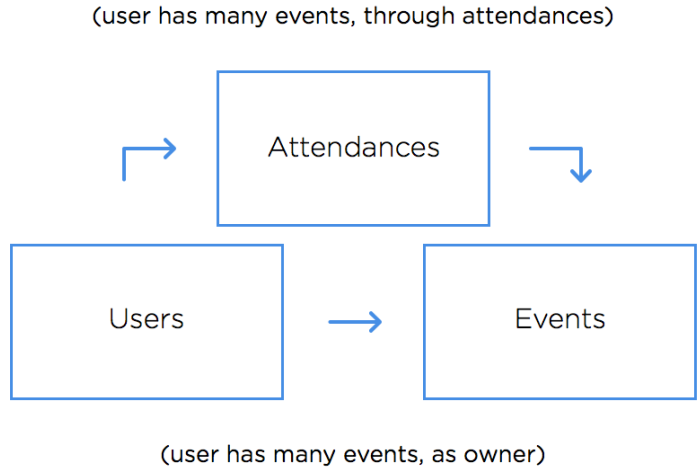 (user has many events, through attendances)
Attendances
Users
Events
(user has many events, as owner)